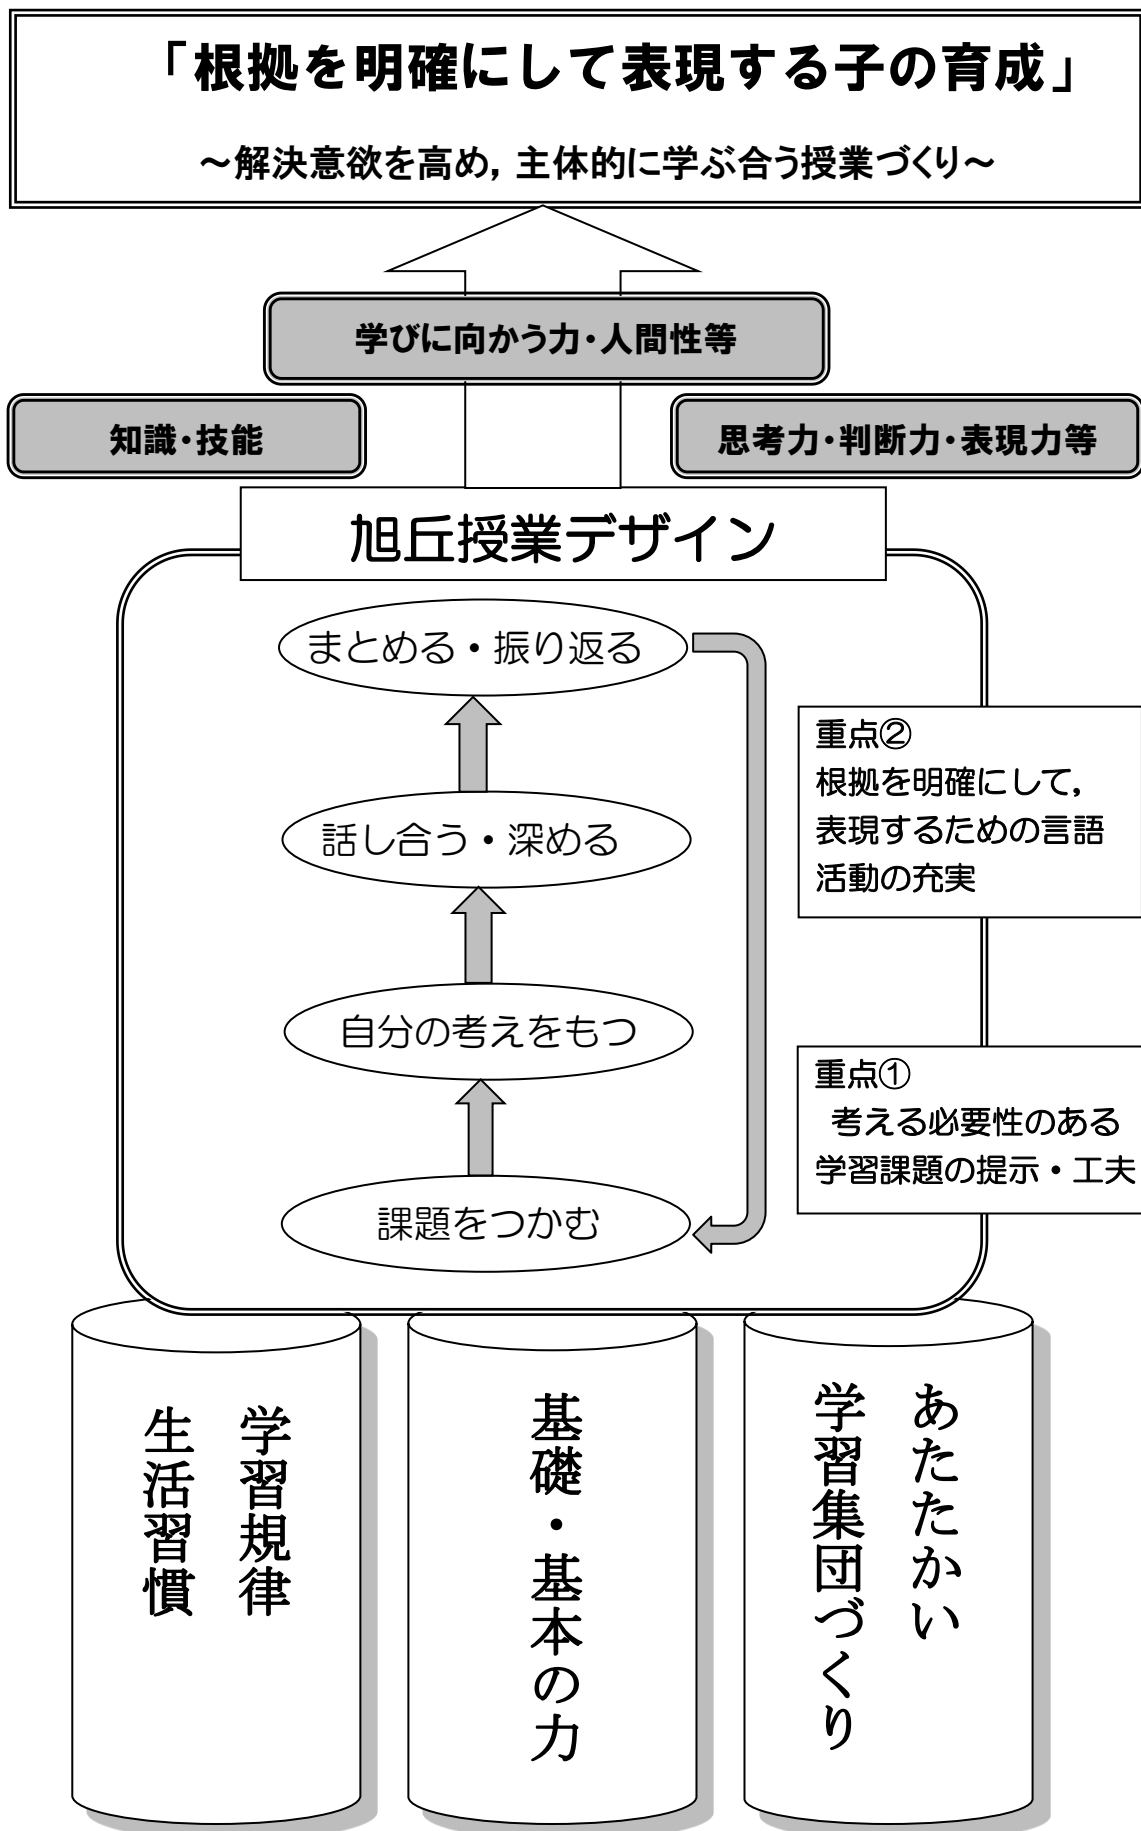 「根拠を明確にして表現する子の育成」
～解決意欲を高め，主体的に学ぶ合う授業づくり～
学びに向かう力・人間性等
知識・技能
思考力・判断力・表現力等
旭丘授業デザイン
まとめる・振り返る
話し合う・深める
自分の考えをもつ
課題をつかむ
重点②
根拠を明確にして，
表現するための言語
活動の充実
重点①
考える必要性のある
学習課題の提示・工夫
学習規律
生活習慣
基礎・基本の力
あたたかい
学習集団づくり